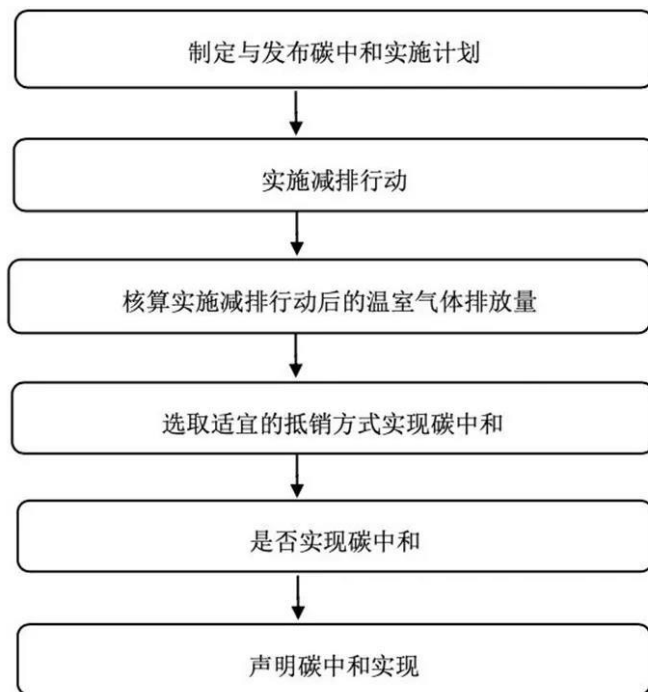 制定与发布碳中和实施计划
实施减排行动
核算实施减排行动后的温室气体排放量
选取适宜的抵销方式实现碳中和
是否实现碳中和
声明碳中和实现